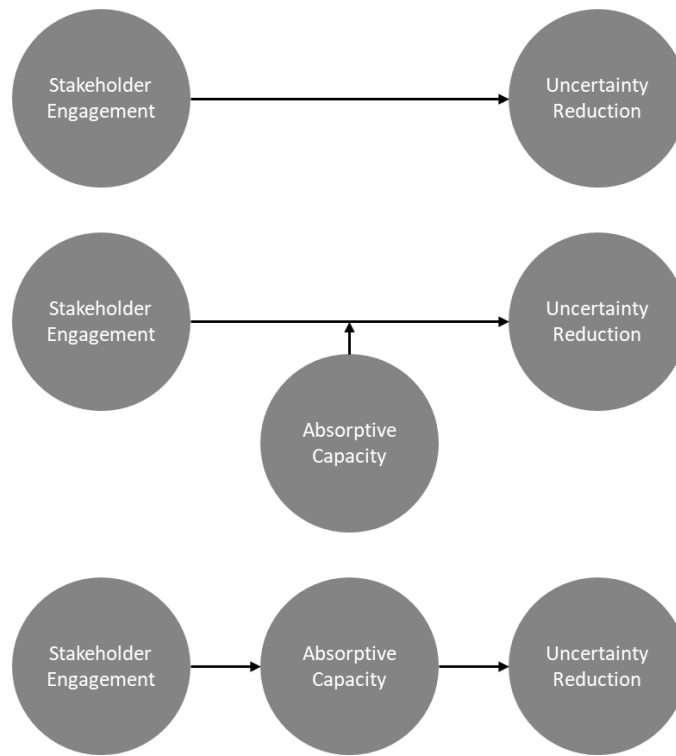 Stakeholder
Engagement
Uncertainty
Reduction
Stakeholder
Engagement
Uncertainty
Reduction
Absorptive
Capacity
Stakeholder
Engagement
Absorptive
Capacity
Uncertainty
Reduction